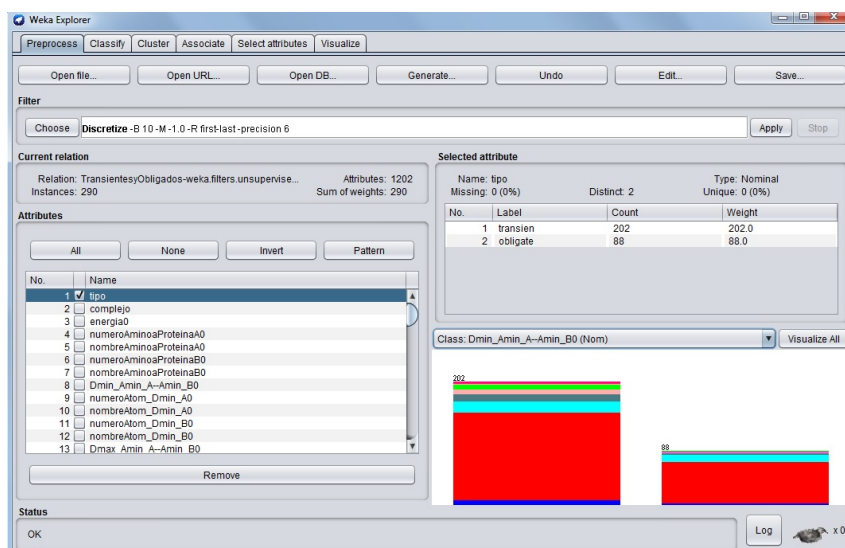 Weka Explorer
Preprocess Classify Cluster Associate Select attributes Visualize
Open file... Open URL... Open DB... Generate... Undo Edit... Save...
Filter
Choose Discretize -B 10 -M -1.0 -R first-last -precision 6 Apply Stop
Current relation
Relation: TransientesyObligados-weka.filters.unsupervise... Attributes: 1202
Instances: 290 Sum of weights: 290
Attributes
All None Invert Pattern
No. Name
1 tipo
2 complejo
3 energia0
4 numeroAminoaProteinaA0
5 nombreAminoaProteinaA0
6 numeroAminoaProteinaB0
7 nombreAminoaProteinaB0
8 Dmin_Amin_A--Amin_B0
9 numeroAtom_Dmin_A0
10 nombreAtom_Dmin_A0
11 numeroAtom_Dmin_B0
12 nombreAtom_Dmin_B0
13 Dmax_Amin_A--Amin_B0
Remove
Selected attribute
Name: tipo Type: Nominal
Missing: 0 (0%) Distinct: 2 Unique: 0 (0%)
No. Label Count Weight
1 transien 202 202.0
2 obligate 88 88.0
Class: Dmin_Amin_A--Amin_B0 (Nom) Visualize All
202
88
Status
OK Log x 0